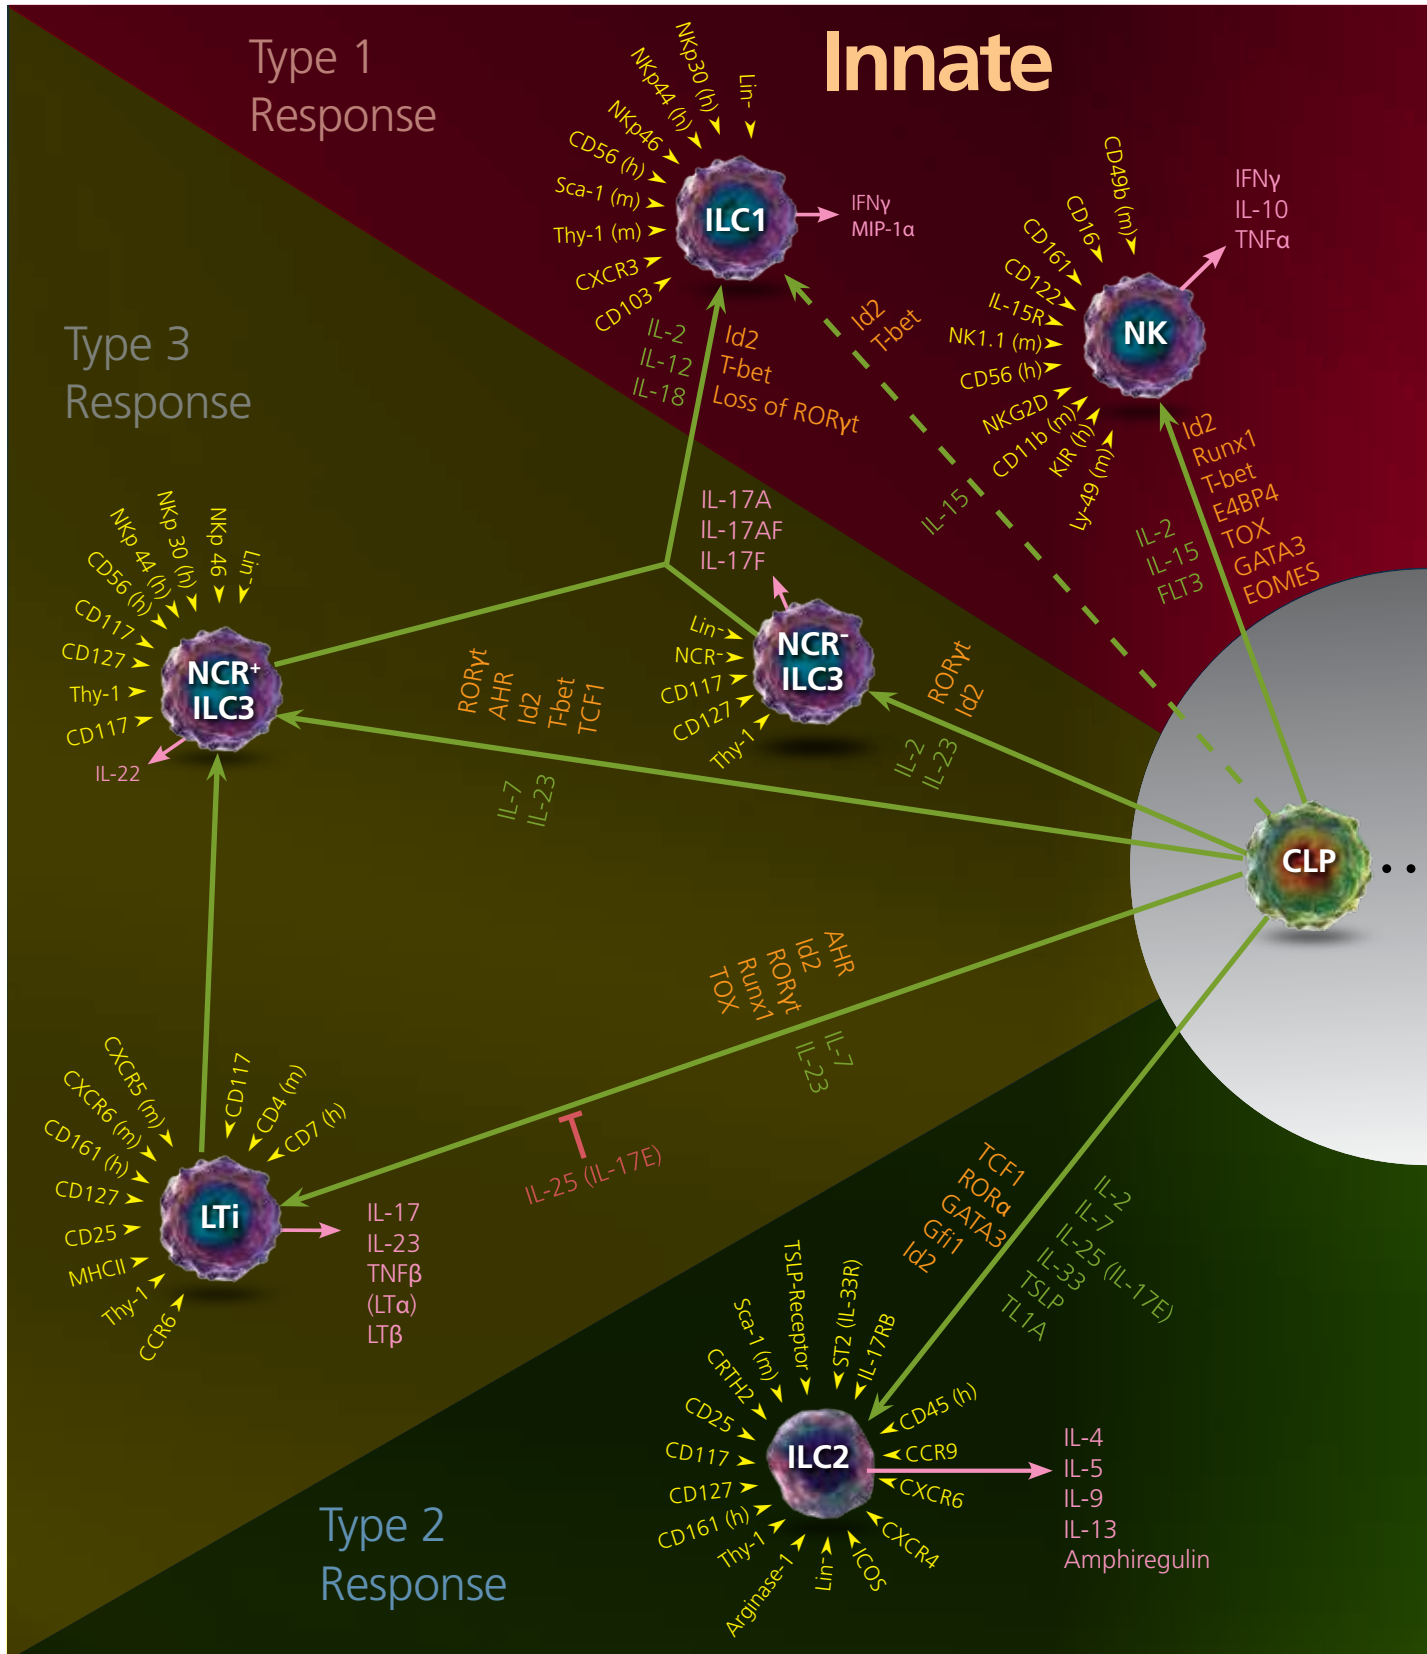 Innate
Type 1
Response
Type 3
Response
Type 2
Response
Lin-
NKp30 (h)
NKp44 (h)
NKp46
CD56 (h)
Sca-1 (m)
Thy-1 (m)
CXCR3
CD103
ILC1
IFNγ
MIP-1α
CD49b (m)
CD16
CD161
CD122
IL-15R
NK1.1 (m)
CD56 (h)
NKG2D
CD11b (m)
KIR (h)
Ly-49 (m)
NK
IFNγ
IL-10
TNFα
IL-2
IL-12
IL-18
Id2
T-bet
Loss of RORγt
Id2
T-bet
IL-15
Id2
Runx1
T-bet
E4BP4
TOX
GATA3
EOMES
IL-2
IL-15
FLT3
IL-17A
IL-17AF
IL-17F
Lin-
NCR-
CD117
CD127
Thy-1
NCR-
ILC3
RORγt
Id2
IL-2
IL-23
Lin-
NKp 46
NKp 30 (h)
NKp 44 (h)
CD56 (h)
CD117
CD127
Thy-1
CD117
NCR+
ILC3
IL-22
RORγt
AHR
Id2
T-bet
TCF1
IL-7
IL-23
CLP
..
AHR
Id2
RORγt
Runx1
TOX
IL-7
IL-23
IL-25 (IL-17E)
CD7 (h)
CD4 (m)
CD117
CXCR5 (m)
CXCR6 (m)
CD161 (h)
CD127
CD25
MHCII
Thy-1
CCR6
LTi
IL-17
IL-23
TNFβ
(LTα)
LTβ
TCF1
RORα
GATA3
Gfi1
Id2
IL-2
IL-7
IL-25 (IL-17E)
IL-33
TSLP
TL1A
IL-17RB
ST2 (IL-33R)
TSLP-Receptor
Sca-1 (m)
CRTH2
CD25
CD117
CD127
CD161 (h)
Thy-1
Arginase-1
Lin-
ICOS
CXCR4
CXCR6
CCR9
CD45 (h)
ILC2
IL-4
IL-5
IL-9
IL-13
Amphiregulin